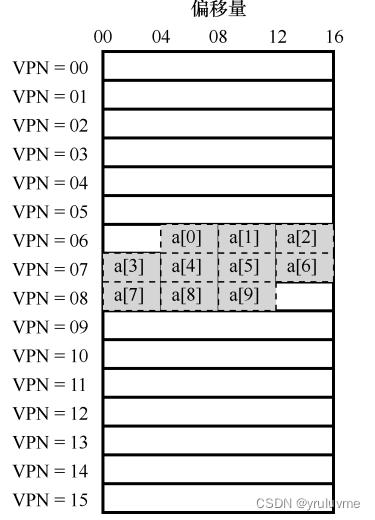 偏移量
00 04 08 12 16
VPN = 00
VPN = 01
VPN = 02
VPN = 03
VPN = 04
VPN = 05
VPN = 06 a[0] a[1] a[2]
VPN = 07 a[3] a[4] a[5] a[6]
VPN = 08 a[7] a[8] a[9]
VPN = 09
VPN = 10
VPN = 11
VPN = 12
VPN = 13
VPN = 14
VPN = 15
CSDN @yruluvme